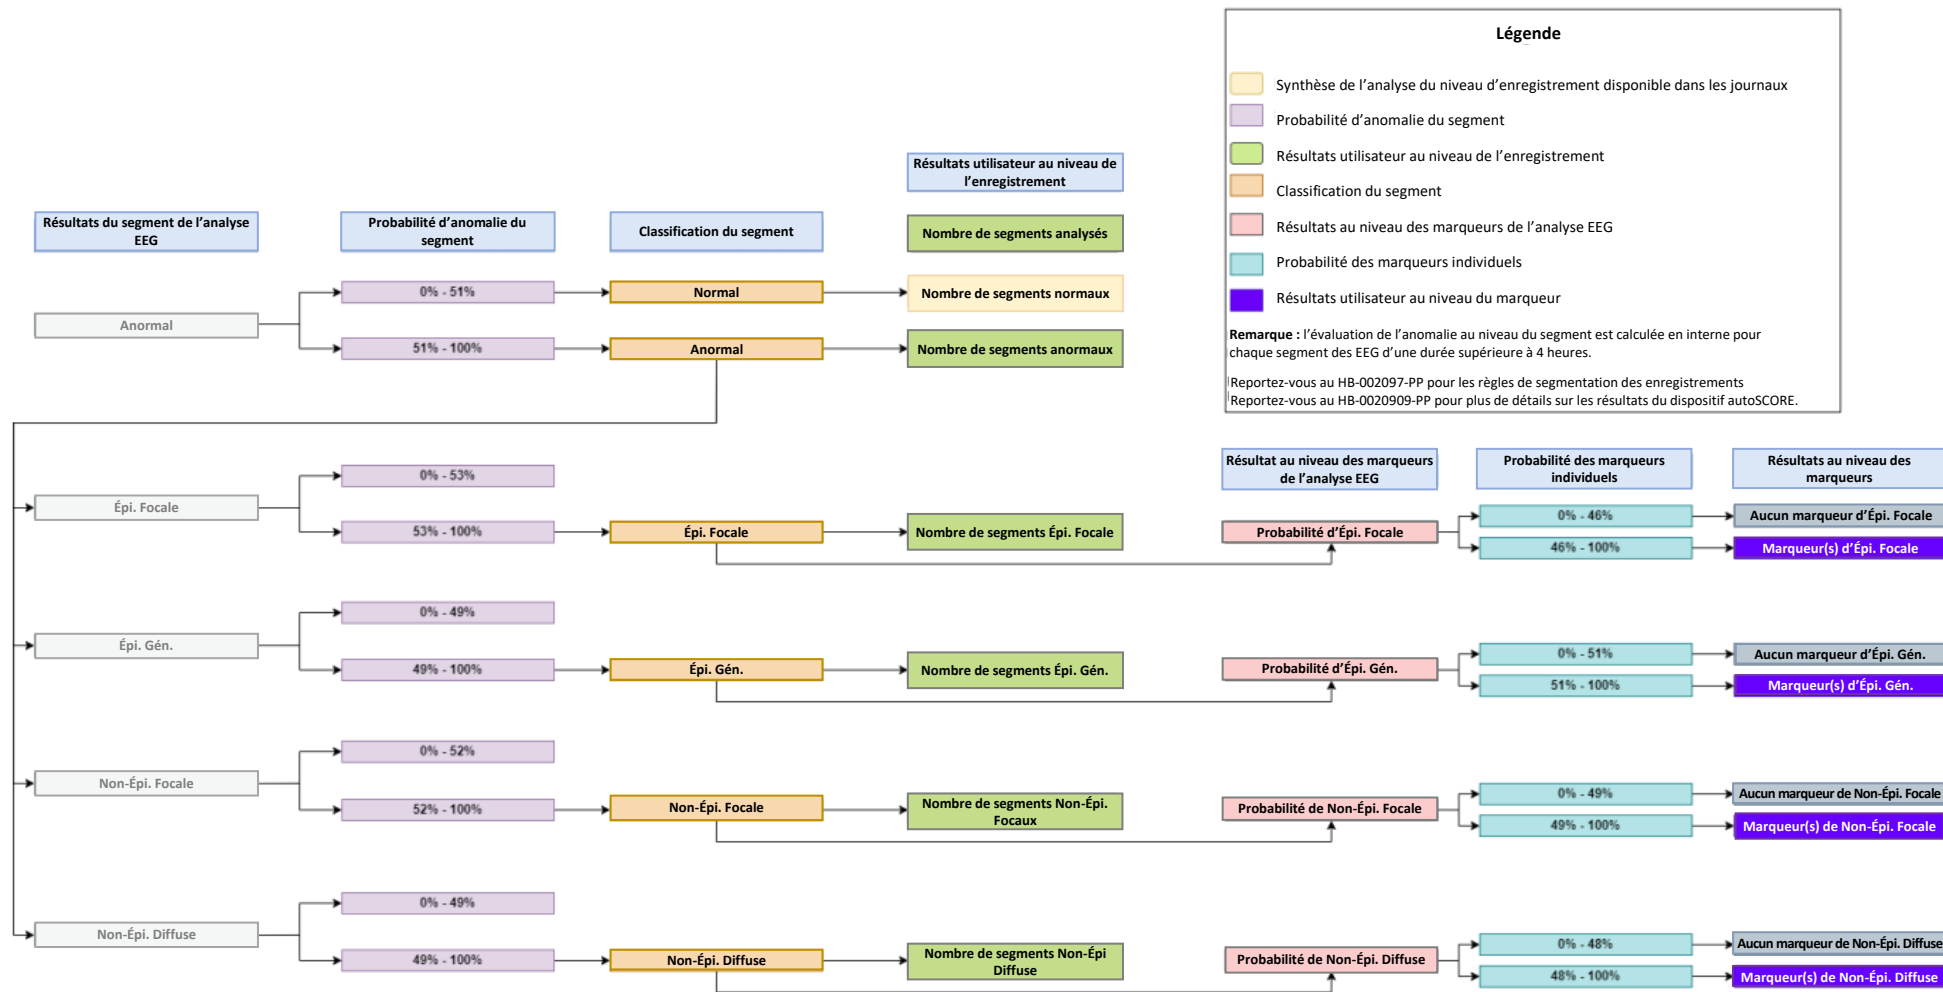 Légende
Synthèse de l’analyse du niveau d’enregistrement disponible dans les journaux
Probabilité d’anomalie du segment
Résultats utilisateur au niveau de l’enregistrement
Classification du segment
Résultats au niveau des marqueurs de l’analyse EEG
Probabilité des marqueurs individuels
Résultats utilisateur au niveau du marqueur
Remarque : l’évaluation de l’anomalie au niveau du segment est calculée en interne pour
chaque segment des EEG d’une durée supérieure à 4 heures.
Reportez-vous au HB-002097-PP pour les règles de segmentation des enregistrements
Reportez-vous au HB-0020909-PP pour plus de détails sur les résultats du dispositif autoSCORE.
Résultats du segment de l’analyse
EEG
Probabilité d’anomalie du
segment
Classification du segment
Résultats utilisateur au niveau de
l’enregistrement
Nombre de segments analysés
Anormal
0% - 51%
Normal
Nombre de segments normaux
51% - 100%
Anormal
Nombre de segments anormaux
Résultat au niveau des marqueurs
de l’analyse EEG
Probabilité des marqueurs
individuels
Résultats au niveau des
marqueurs
Épi. Focale
0% - 53%
53% - 100%
Épi. Focale
Nombre de segments Épi. Focale
Probabilité d’Épi. Focale
0% - 46%
Aucun marqueur d’Épi. Focale
46% - 100%
Marqueur(s) d’Épi. Focale
Épi. Gén.
0% - 49%
49% - 100%
Épi. Gén.
Nombre de segments Épi. Gén.
Probabilité d’Épi. Gén.
0% - 51%
Aucun marqueur d’Épi. Gén.
51% - 100%
Marqueur(s) d’Épi. Gén.
Non-Épi. Focale
0% - 52%
52% - 100%
Non-Épi. Focale
Nombre de segments Non-Épi.
Focaux
Probabilité de Non-Épi. Focale
0% - 49%
Aucun marqueur de Non-Épi. Focale
49% - 100%
Marqueur(s) de Non-Épi. Focale
Non-Épi. Diffuse
0% - 49%
49% - 100%
Non-Épi. Diffuse
Nombre de segments Non-Épi
Diffuse
Probabilité de Non-Épi. Diffuse
0% - 48%
Aucun marqueur de Non-Épi. Diffuse
48% - 100%
Marqueur(s) de Non-Épi. Diffuse